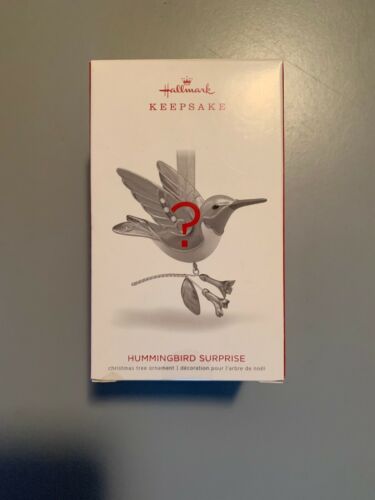 Hallmark
KEEPSAKE
?
HUMMINGBIRD SURPRISE
christmas tree ornament | décoration pour l'arbre de noël